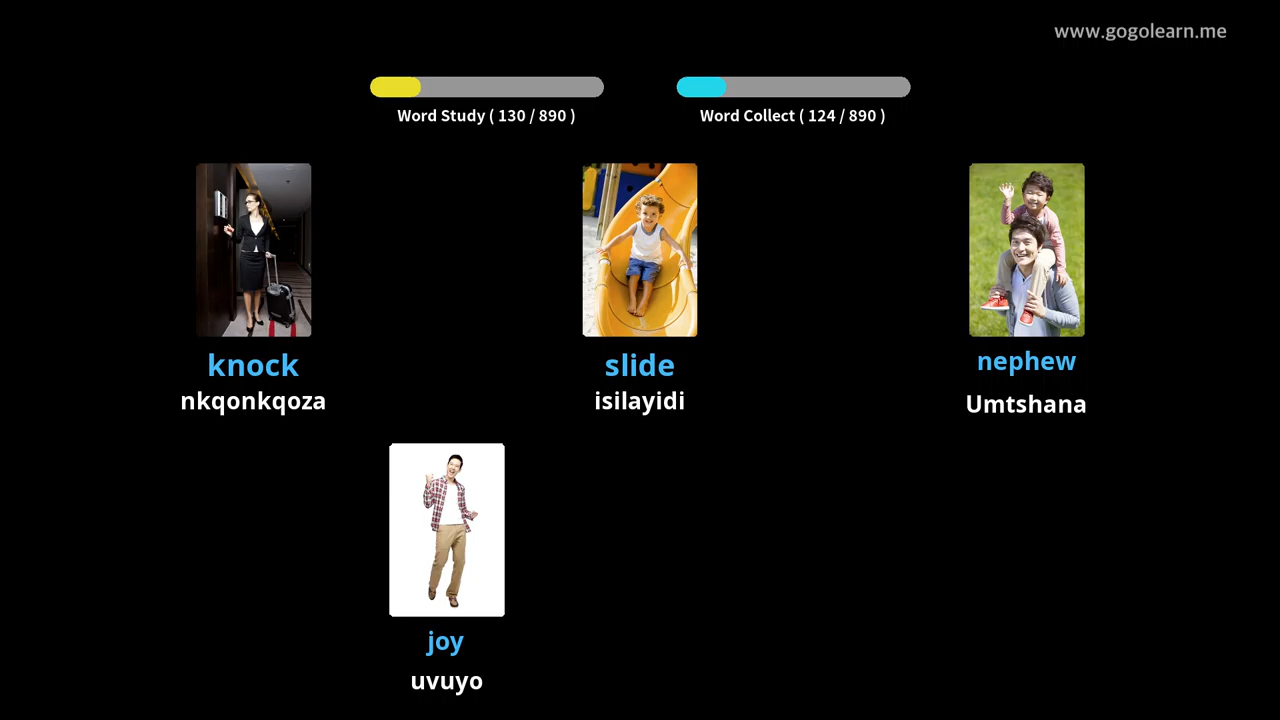 www.gogolearn.me
Word Study ( 130 / 890 )
Word Collect ( 124 / 890 )
knock
nkqonkqoza
slide
isilayidi
nephew
Umtshana
joy
uvuyo